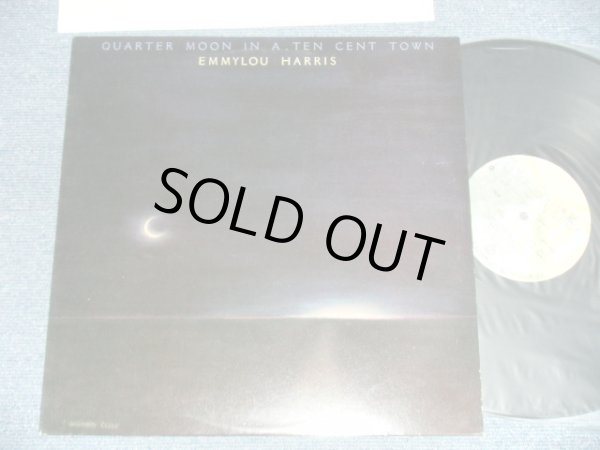 QUARTER MOON IN A TEN CENT TOWN
EMMYLOU HARRIS
SOLD OUT